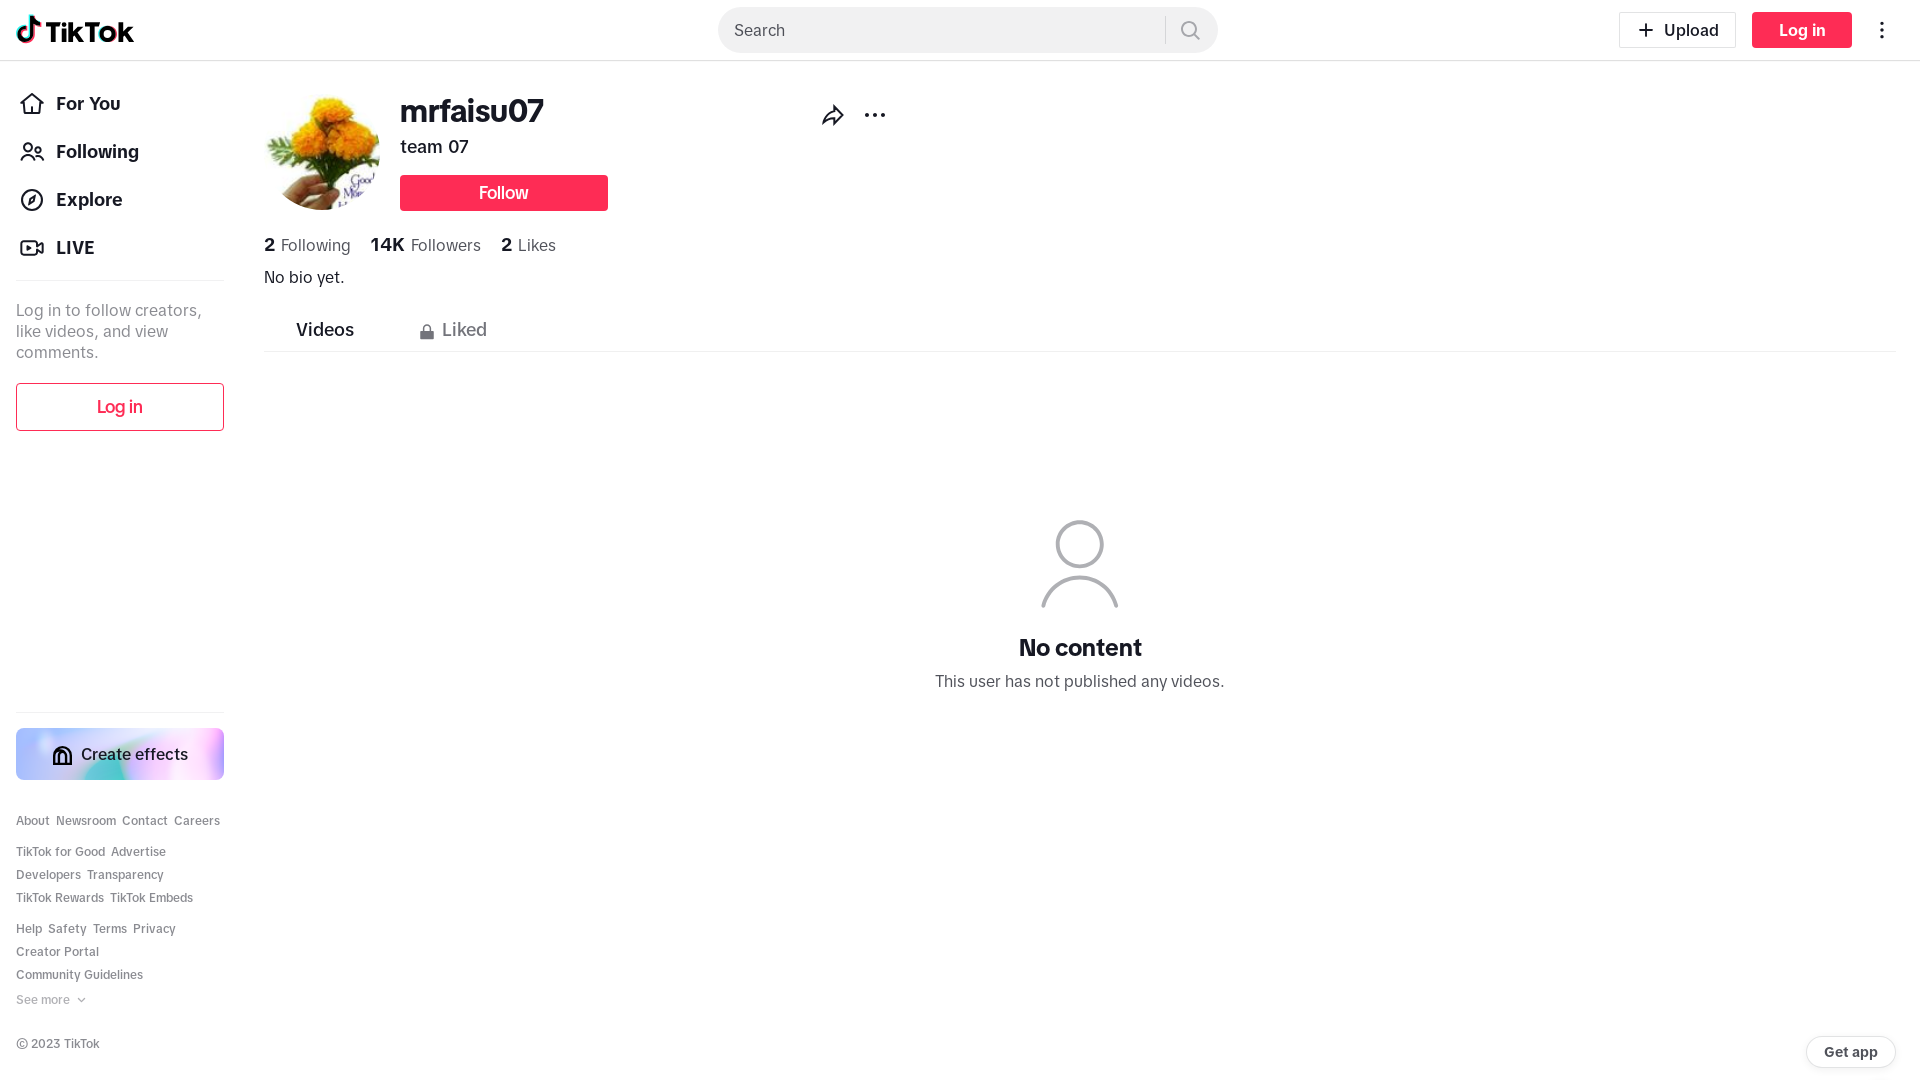 TikTok
Search
Upload
Log in
For You
Following
Explore
LIVE
Log in to follow creators,
like videos, and view
comments.
Log in
mrfaisu07
team 07
Follow
2 Following 14K Followers 2 Likes
No bio yet.
Videos
Liked
No content
This user has not published any videos.
Create effects
About Newsroom Contact Careers
TikTok for Good Advertise
Developers Transparency
TikTok Rewards TikTok Embeds
Help Safety Terms Privacy
Creator Portal
Community Guidelines
See more
© 2023 TikTok
Get app